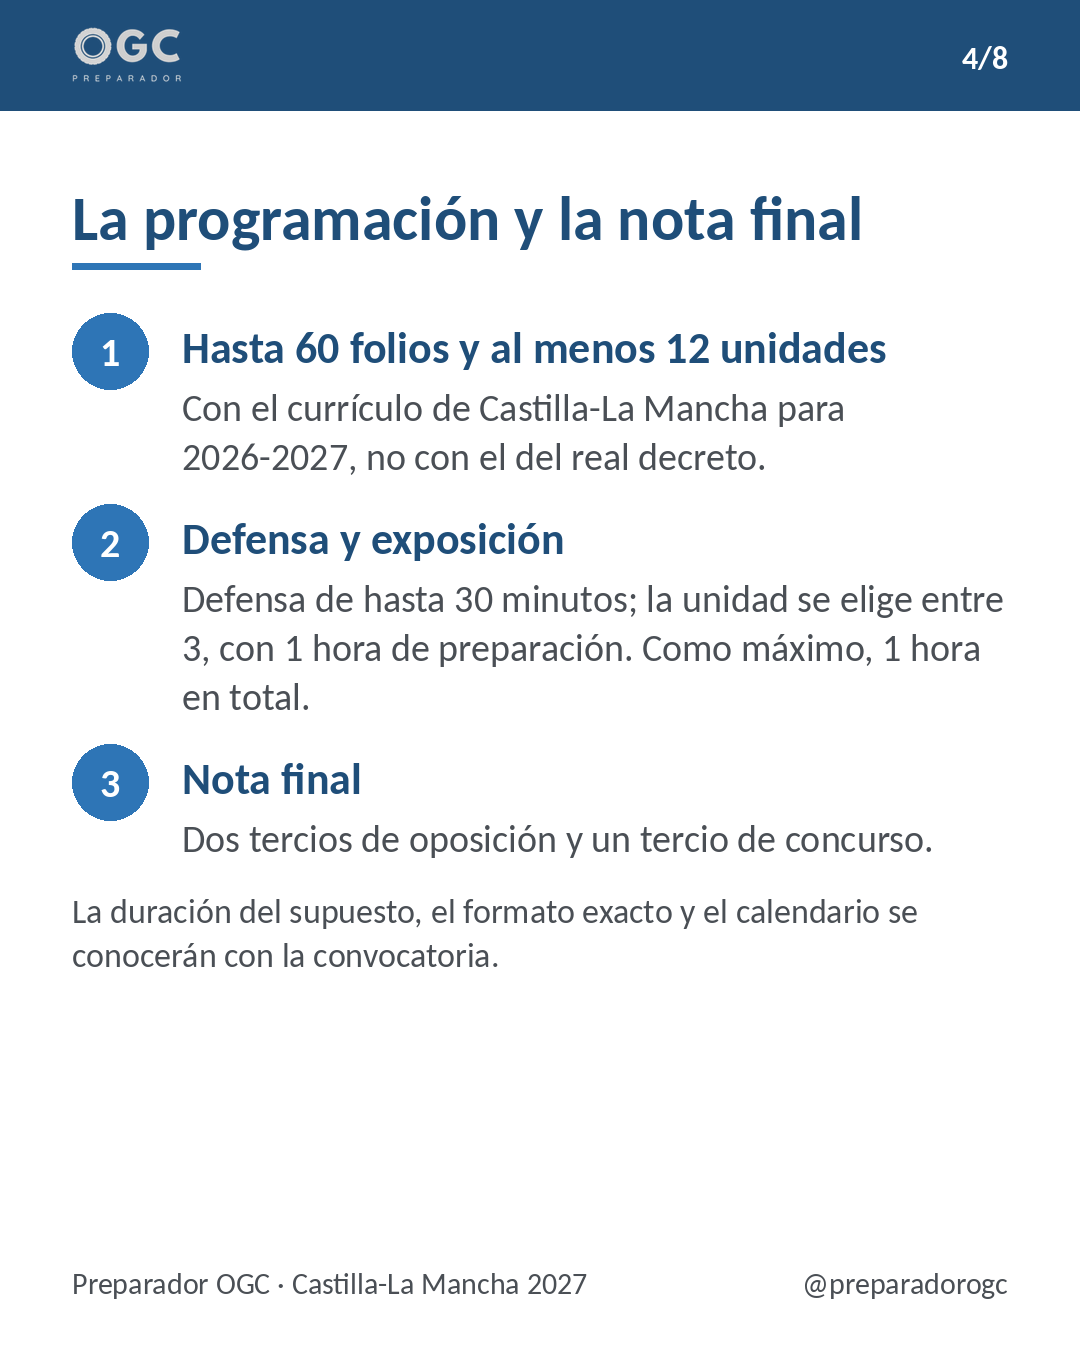 OGC
PREPARADOR
4/8
La programación y la nota final
1
Hasta 60 folios y al menos 12 unidades
Con el currículo de Castilla-La Mancha para
2026-2027, no con el del real decreto.
2
Defensa y exposición
Defensa de hasta 30 minutos; la unidad se elige entre
3, con 1 hora de preparación. Como máximo, 1 hora
en total.
3
Nota final
Dos tercios de oposición y un tercio de concurso.
La duración del supuesto, el formato exacto y el calendario se
conocerán con la convocatoria.
Preparador OGC · Castilla-La Mancha 2027
@preparadorogc